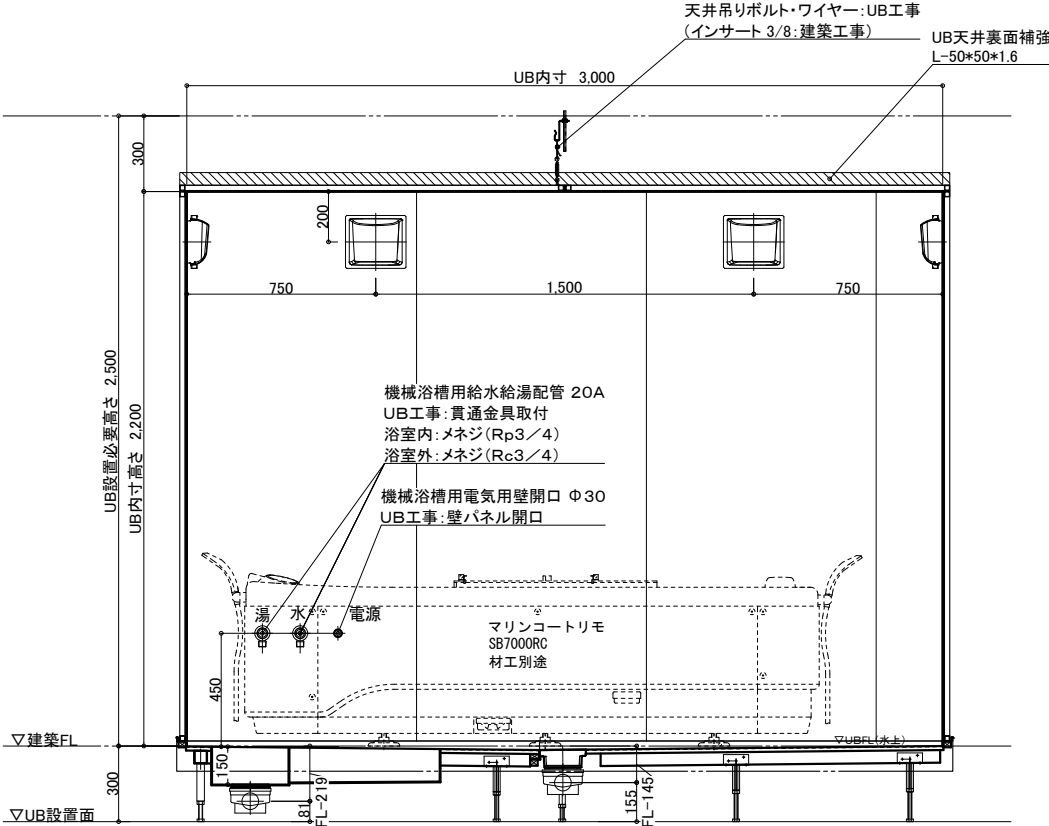 天井吊りボルト・ワイヤー：UB工事
(インサート 3/8：建築工事)
UB天井裏面補強
L-50*50*1.6
UB内寸 3,000
300
200
750
1,500
750
UB設置必要高さ 2,500
UB内寸高さ 2,200
機械浴槽用給水給湯配管 20A
UB工事：貫通金具取付
浴室内：メネジ(Rp3／4)
浴室外：メネジ(Rc3／4)
機械浴槽用電気用壁開口 Φ30
UB工事：壁パネル開口
湯
水
電源
マリンコートリモ
SB7000RC
材工別途
450
▽建築FL
▽UBFL(水上)
150
300
81
FL-219
155
FL-145
▽UB設置面